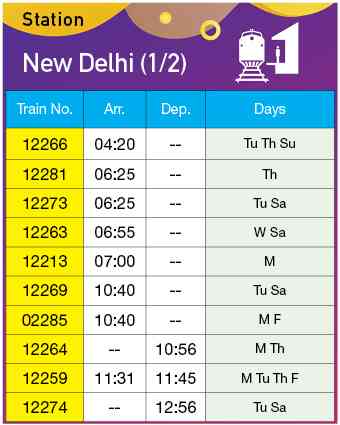 Station
New Delhi (1/2)
Train No. Arr. Dep. Days
12266 04:20 -- Tu Th Su
12281 06:25 -- Th
12273 06:25 -- Tu Sa
12263 06:55 -- W Sa
12213 07:00 -- M
12269 10:40 -- Tu Sa
02285 10:40 -- M F
12264 -- 10:56 M Th
12259 11:31 11:45 M Tu Th F
12274 -- 12:56 Tu Sa